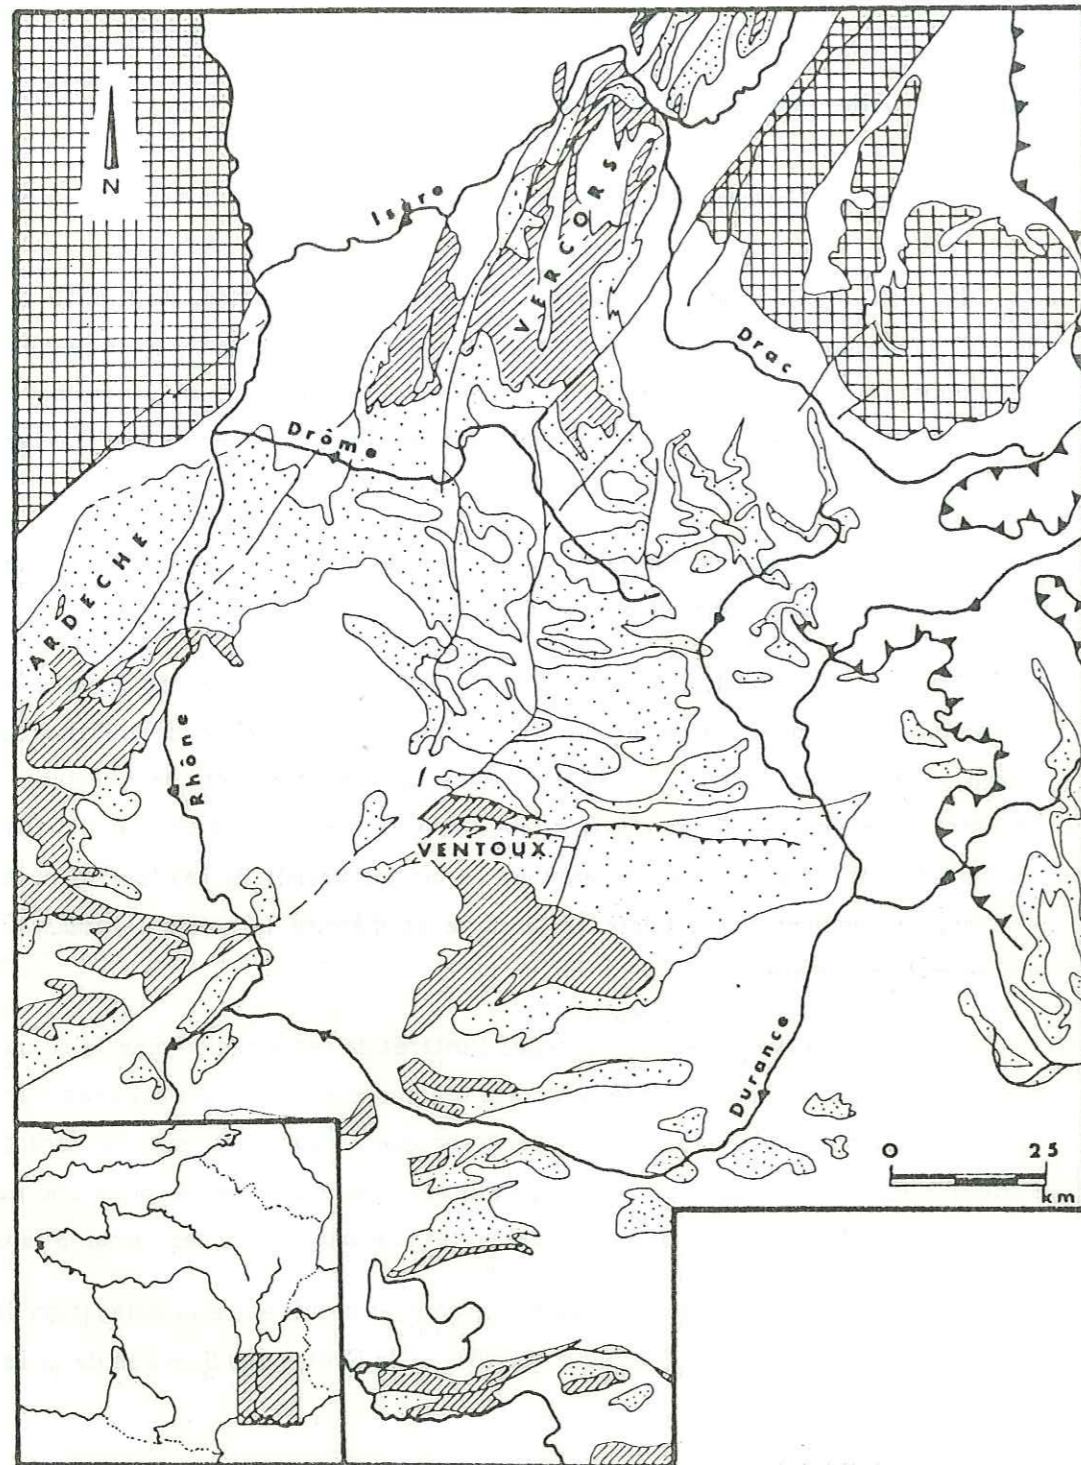 N
Isère
VERCORS
Drac
Drôme
ARDECHE
Rhône
VENTOUX
Durance
0 25
km